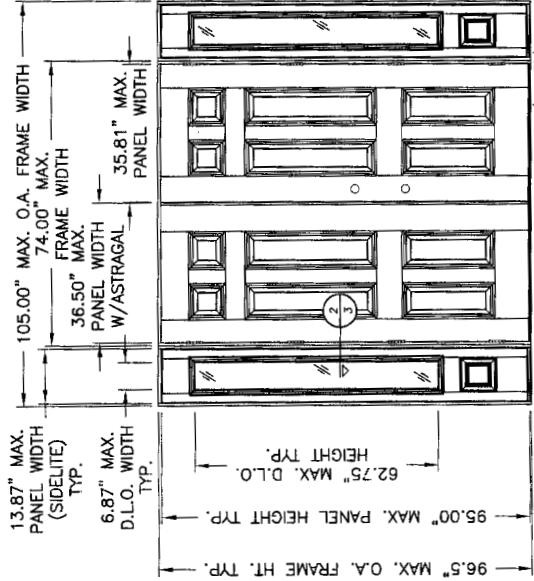 105.00" MAX. O.A. FRAME WIDTH
74.00" MAX.
FRAME WIDTH
36.50" MAX.
PANEL WIDTH
W/ASTRAGAL
35.81" MAX.
PANEL WIDTH
13.87" MAX.
PANEL WIDTH
(SIDELITE)
TYP.
6.87" MAX.
D.L.O. WIDTH
TYP.
62.75" MAX. D.L.O.
HEIGHT TYP.
95.00" MAX. PANEL HEIGHT TYP.
96.5" MAX. O.A. FRAME HT. TYP.
2
3